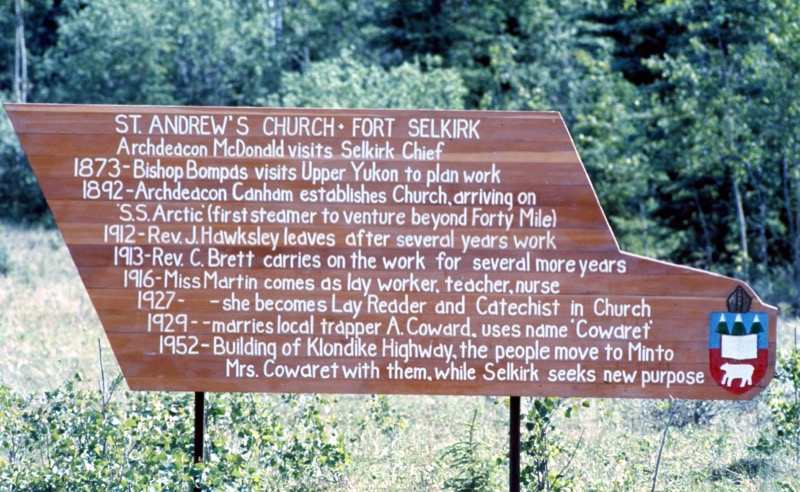 ST. ANDREW'S CHURCH • FORT SELKIRK
Archdeacon McDonald visits Selkirk Chief
1873-Bishop Bompas visits Upper Yukon to plan work
1892-Archdeacon Canham establishes Church, arriving on
'S.S. Arctic' (first steamer to venture beyond Forty Mile)
1912-Rev. J. Hawksley leaves after several years work
1913-Rev. C. Brett carries on the work for several more years
1916-Miss Martin comes as lay worker, teacher, nurse
1927- -she becomes Lay Reader and Catechist in Church
1929--marries local trapper A. Coward, uses name 'Cowaret'
1952-Building of Klondike Highway, the people move to Minto
Mrs. Cowaret with them, while Selkirk seeks new purpose